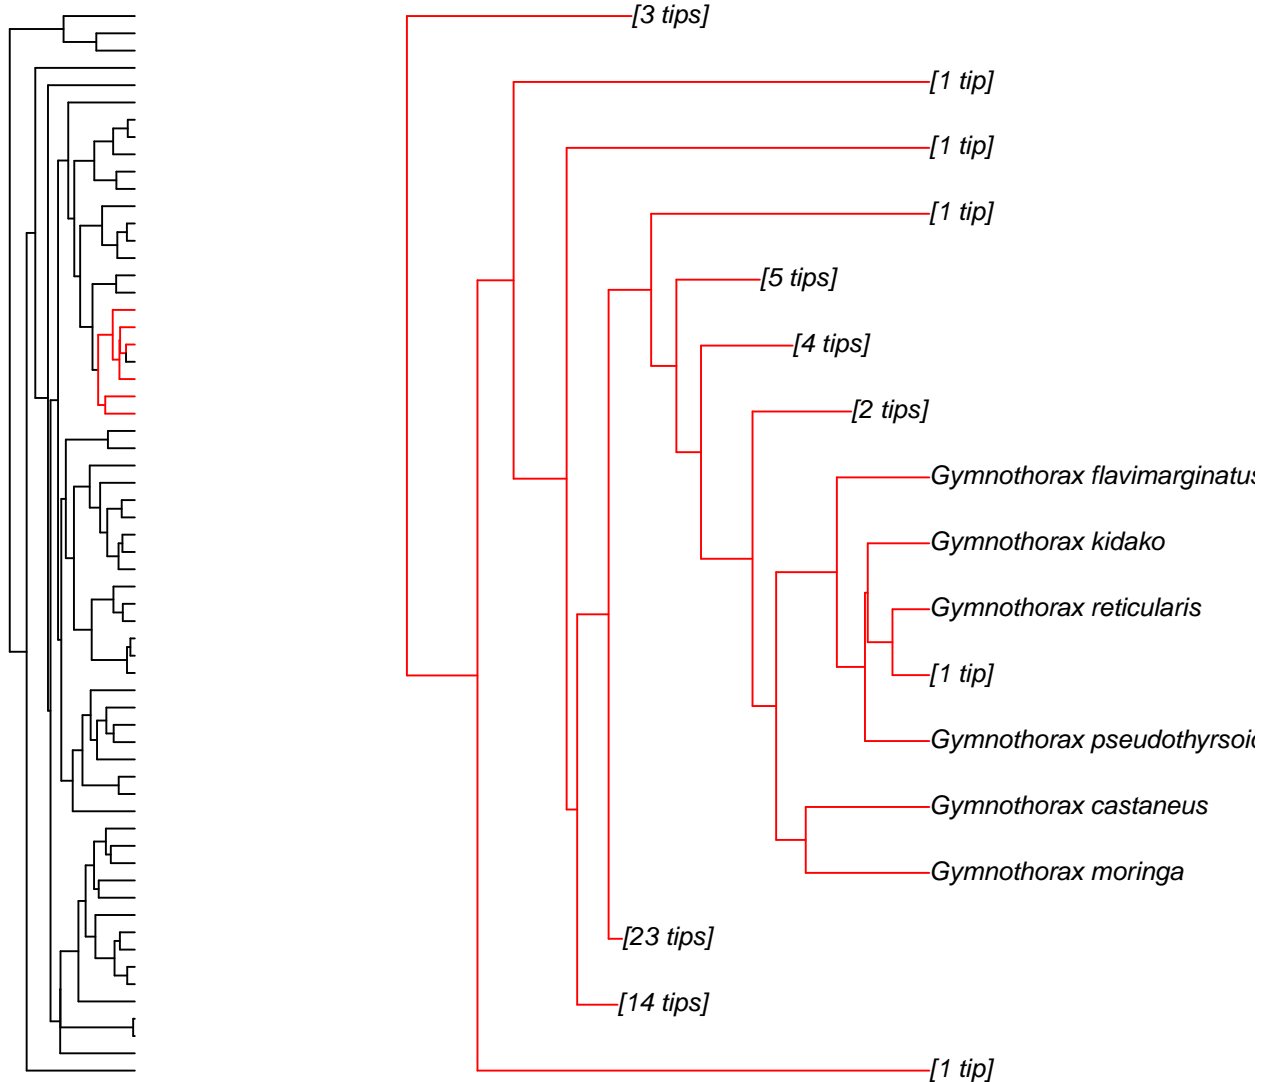 [3 tips]
[1 tip]
[1 tip]
[1 tip]
[5 tips]
[4 tips]
[2 tips]
Gymnothorax flavimarginatus
Gymnothorax kidako
Gymnothorax reticularis
[1 tip]
Gymnothorax pseudothyrsoi
Gymnothorax castaneus
Gymnothorax moringa
[23 tips]
[14 tips]
[1 tip]